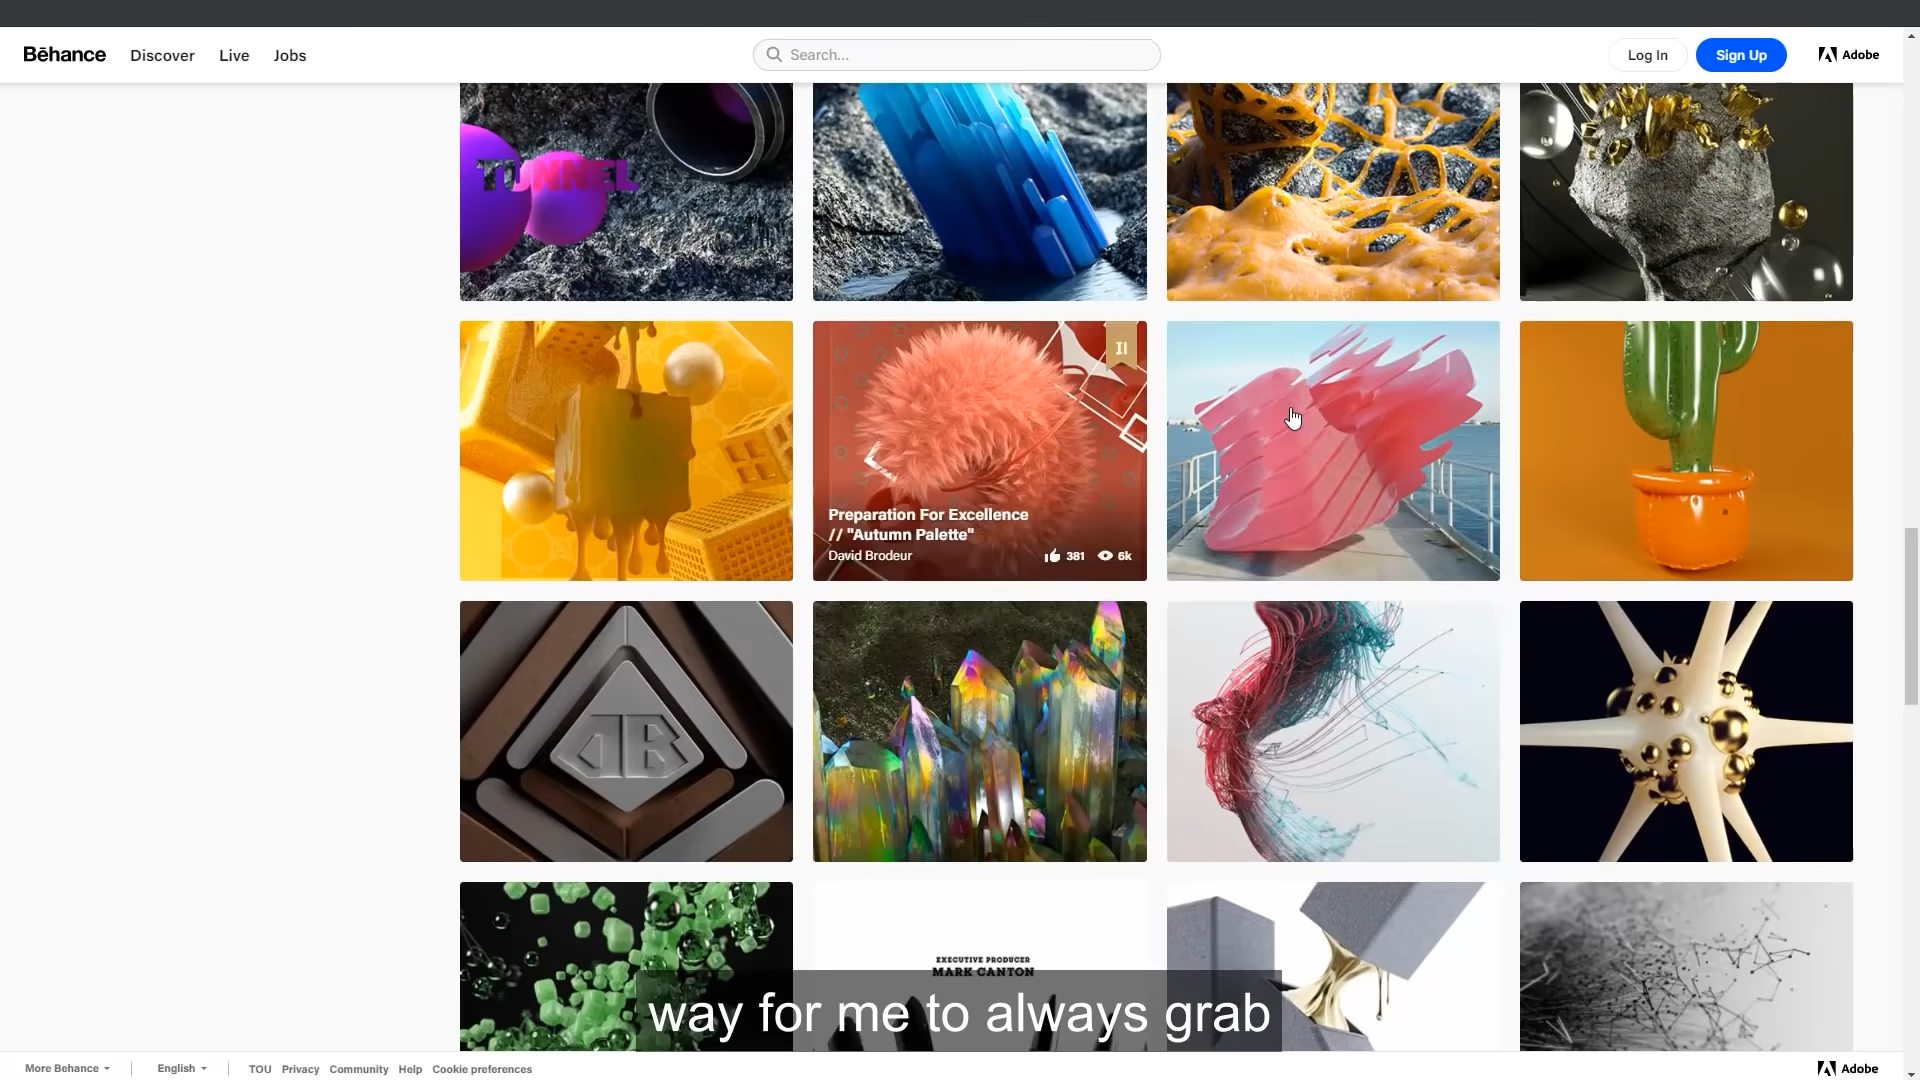 Bēhance
Discover
Live
Jobs
Search...
Log In
Sign Up
Adobe
TUNNEL
Preparation For Excellence
// "Autumn Palette"
David Brodeur
381
6k
EXECUTIVE PRODUCER
MARK CANTON
way for me to always grab
More Behance
English
TOU
Privacy
Community
Help
Cookie preferences
Adobe